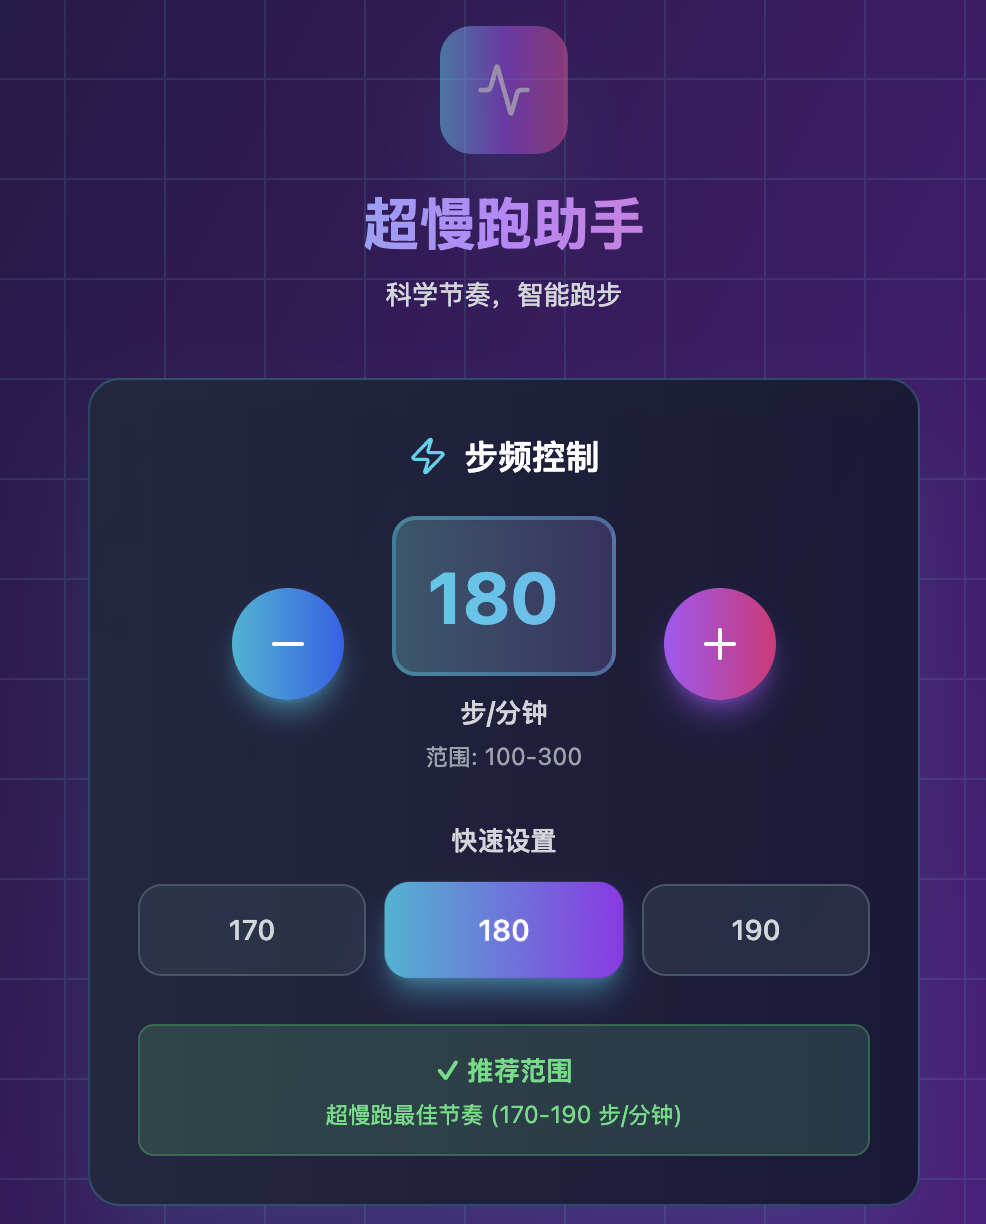 超慢跑助手
科学节奏，智能跑步
步频控制
180
步/分钟
范围: 100-300
快速设置
170 180 190
✓ 推荐范围
超慢跑最佳节奏 (170-190 步/分钟)